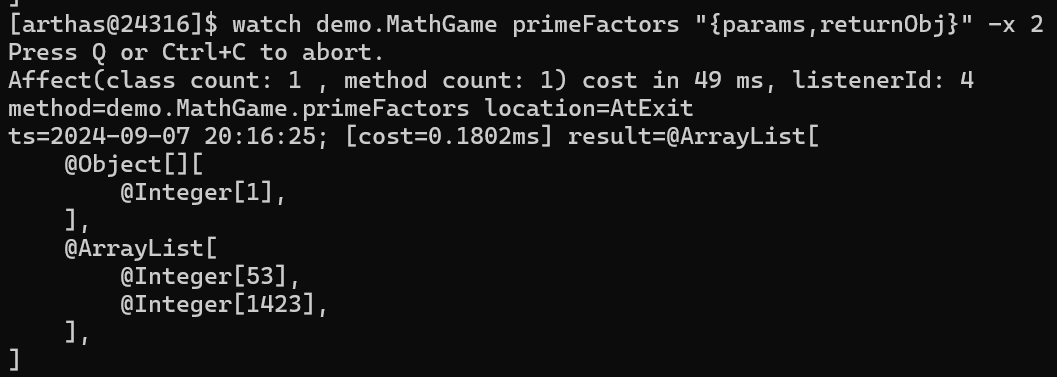 ]
[arthas@24316]$ watch demo.MathGame primeFactors "{params,returnObj}" -x 2
Press Q or Ctrl+C to abort.
Affect(class count: 1 , method count: 1) cost in 49 ms, listenerId: 4
method=demo.MathGame.primeFactors location=AtExit
ts=2024-09-07 20:16:25; [cost=0.1802ms] result=@ArrayList[
    @Object[][
        @Integer[1],
    ],
    @ArrayList[
        @Integer[53],
        @Integer[1423],
    ],
]